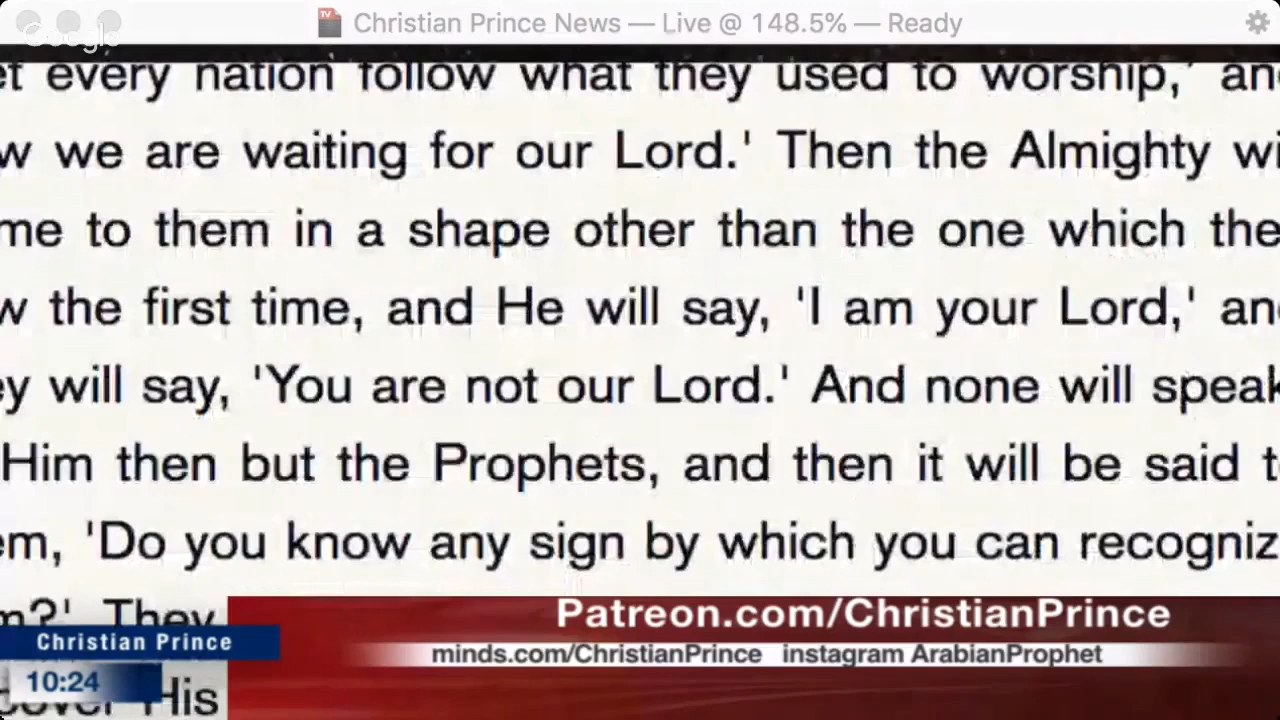 Christian Prince News — Live @ 148.5% — Ready
Google
et every nation follow what they used to worship,' and
w we are waiting for our Lord.' Then the Almighty wi
me to them in a shape other than the one which the
w the first time, and He will say, 'I am your Lord,' and
ey will say, 'You are not our Lord.' And none will speak
Him then but the Prophets, and then it will be said to
em, 'Do you know any sign by which you can recogniz
m?' They
His
Patreon.com/ChristianPrince
Christian Prince
minds.com/ChristianPrince instagram ArabianProphet
10:24